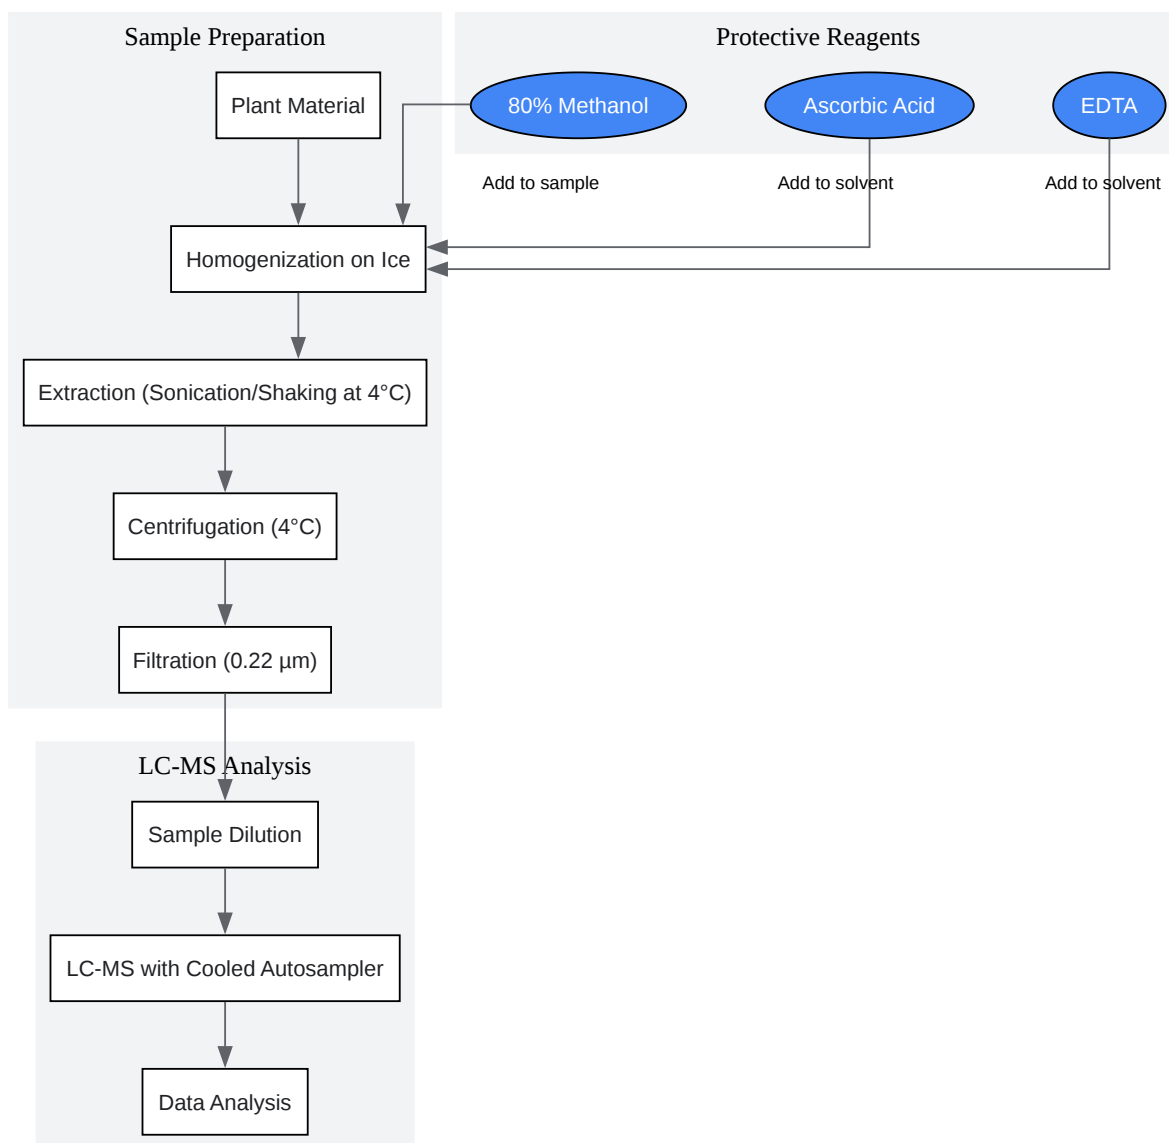 Sample Preparation
Protective Reagents
Plant Material
80% Methanol
Ascorbic Acid
EDTA
Add to sample
Add to solvent
Add to solvent
Homogenization on Ice
Extraction (Sonication/Shaking at 4°C)
Centrifugation (4°C)
Filtration (0.22 µm)
LC-MS Analysis
Sample Dilution
LC-MS with Cooled Autosampler
Data Analysis